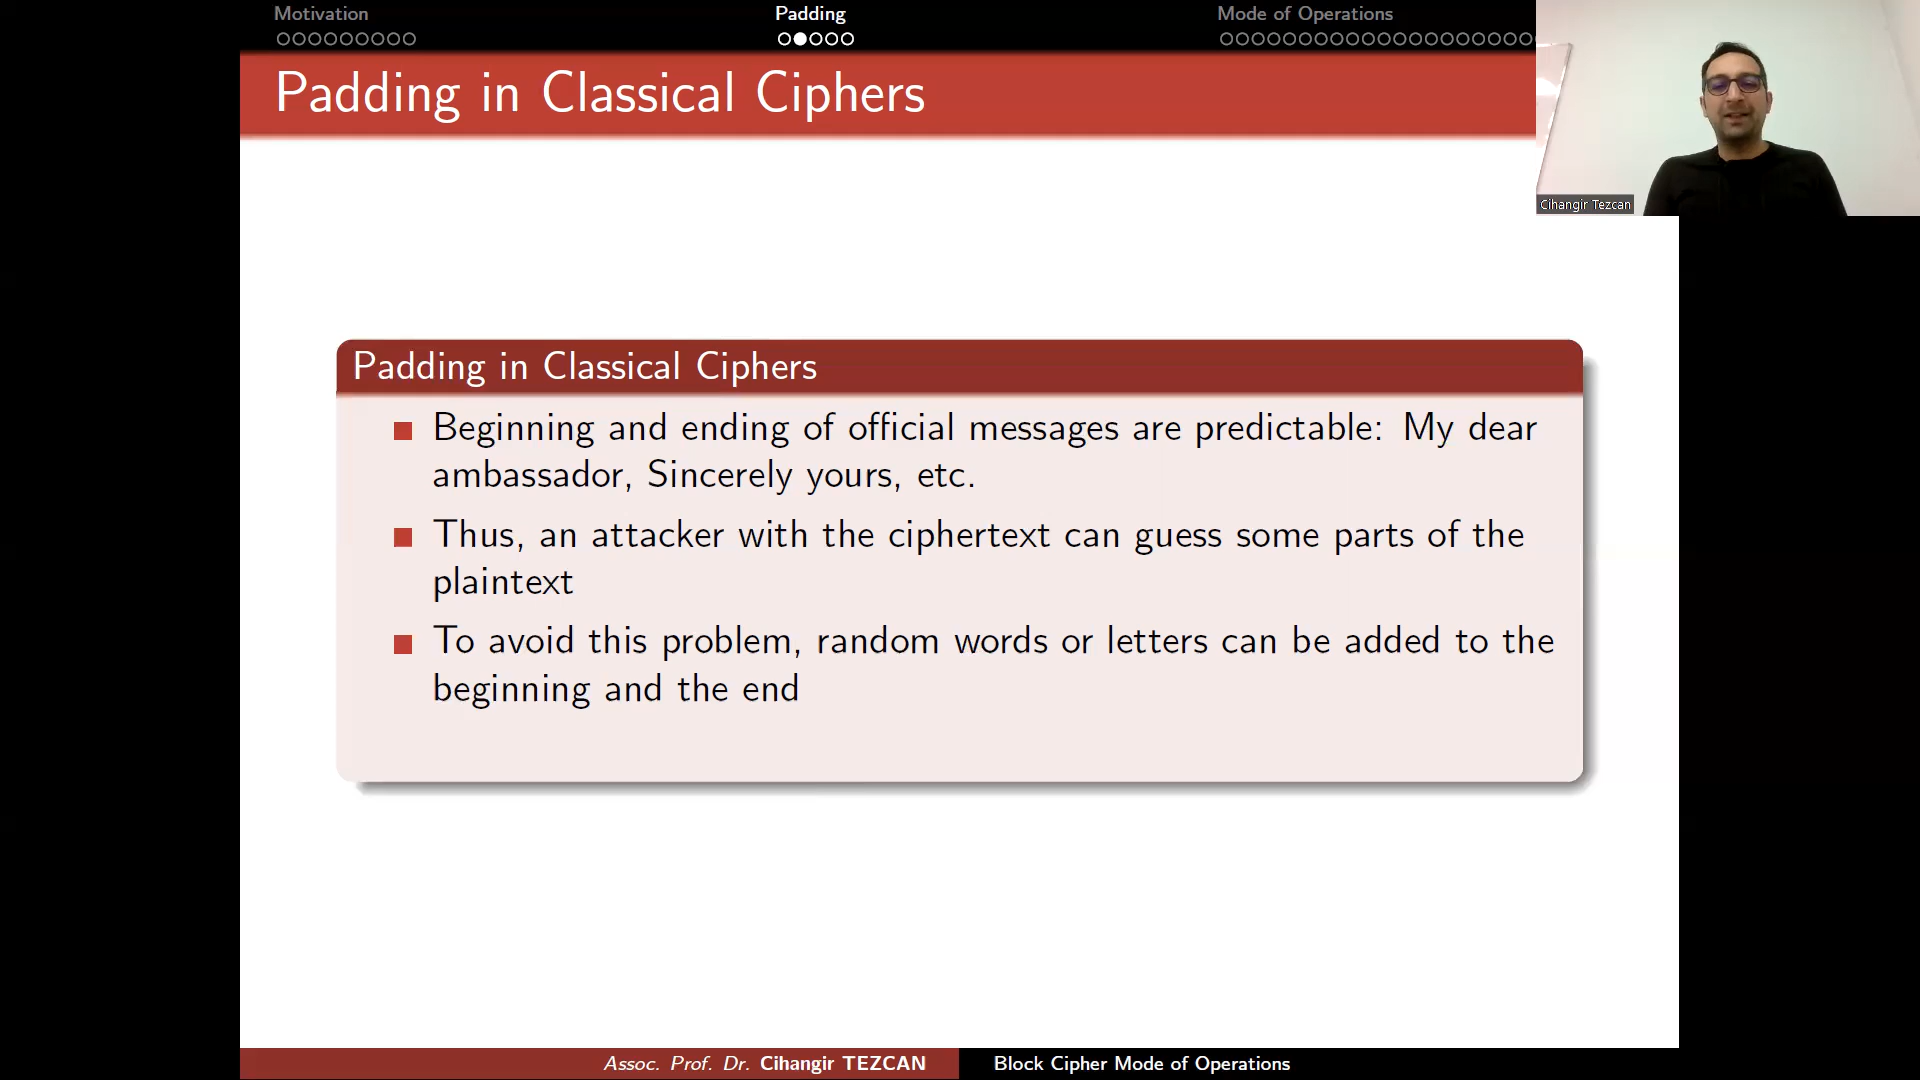 Motivation
Padding
Mode of Operations
Padding in Classical Ciphers
Cihangir Tezcan
Padding in Classical Ciphers
Beginning and ending of official messages are predictable: My dear
ambassador, Sincerely yours, etc.
Thus, an attacker with the ciphertext can guess some parts of the
plaintext
To avoid this problem, random words or letters can be added to the
beginning and the end
Assoc. Prof. Dr. Cihangir TEZCAN
Block Cipher Mode of Operations